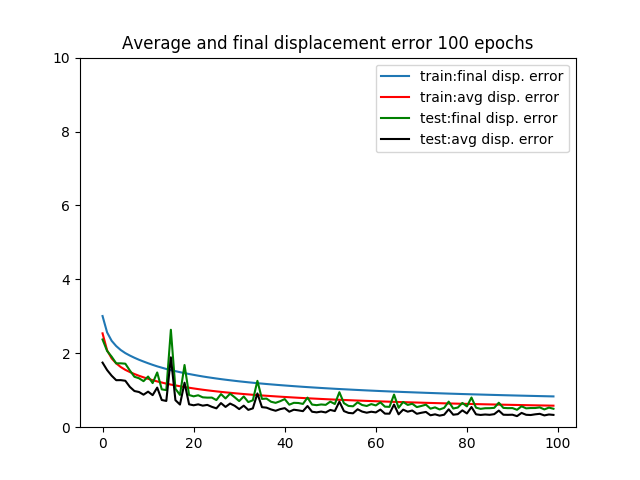 Average and final displacement error 100 epochs
10
8
6
4
2
0
0 20 40 60 80 100
train:final disp. error
train:avg disp. error
test:final disp. error
test:avg disp. error